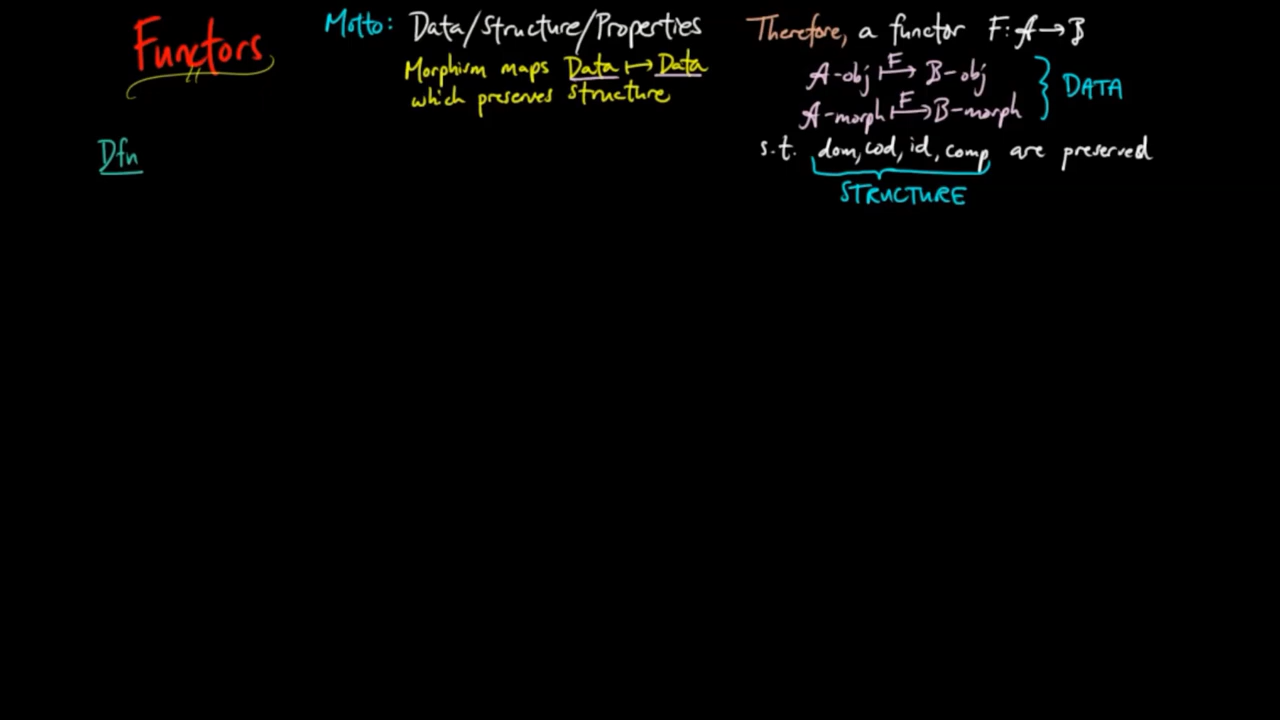 Functors
Motto: Data/Structure/Properties
Morphism maps Data ↦ Data
which preserves structure
Therefore, a functor F: A → B
A-obj ↦ B-obj
F
A-morph ↦ B-morph
F
} DATA
s.t. dom, cod, id, comp are preserved
STRUCTURE
Dfn